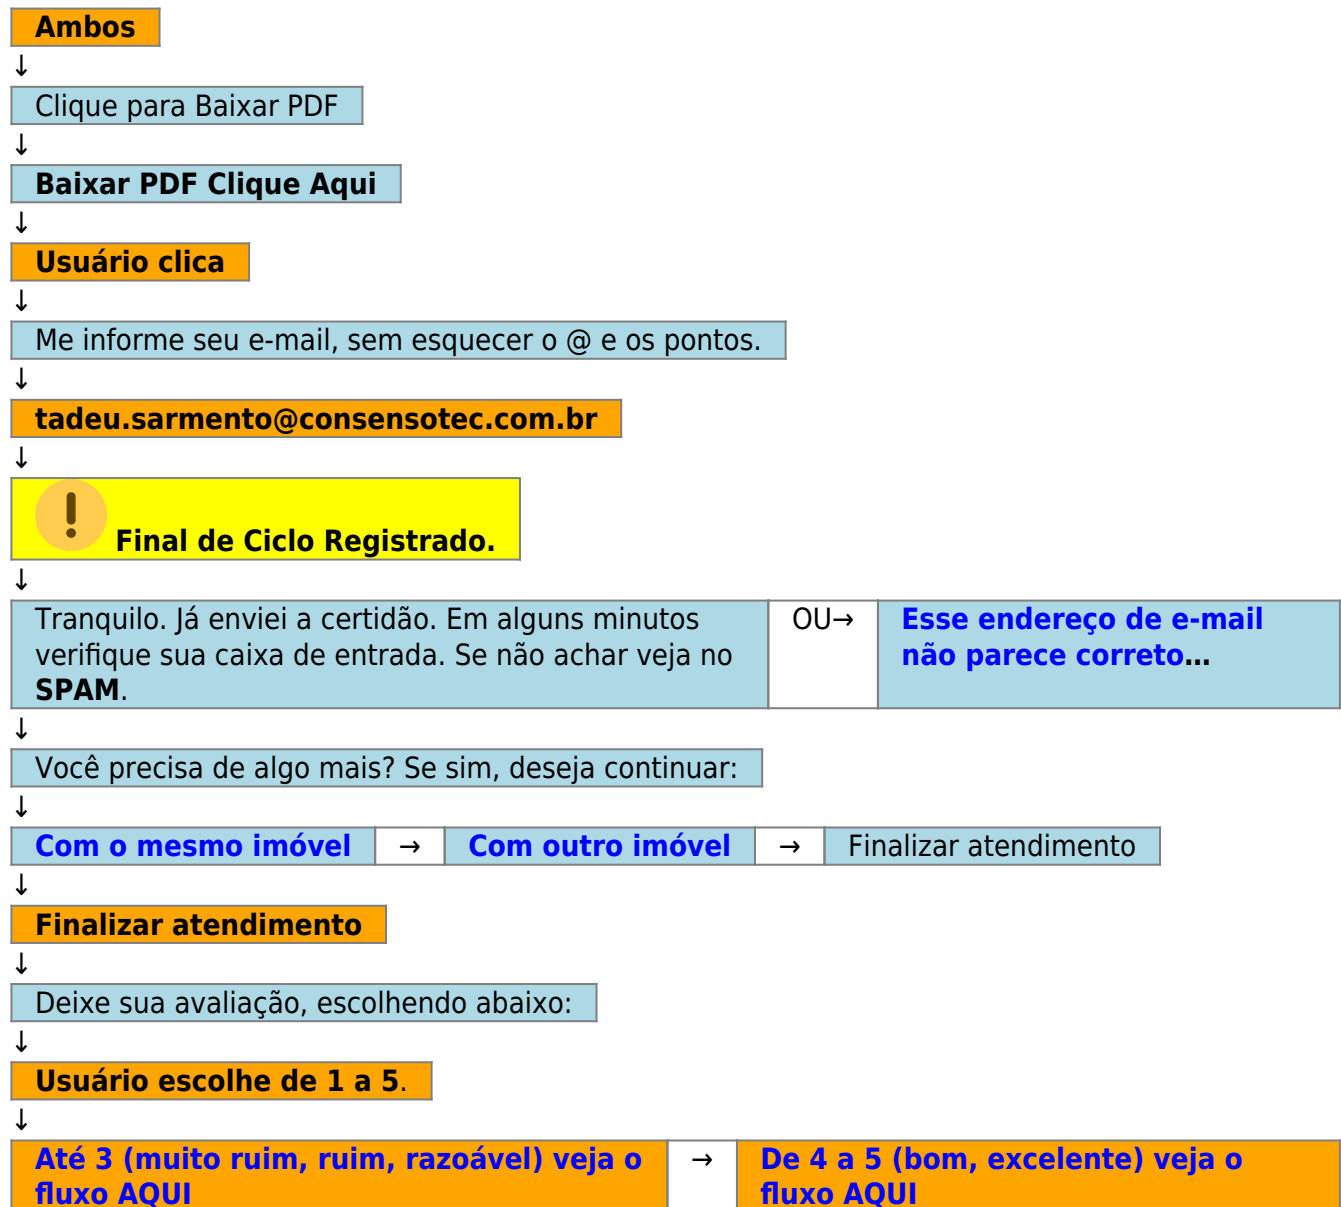 Ambos
↓
Clique para Baixar PDF
↓
Baixar PDF Clique Aqui
↓
Usuário clica
↓
Me informe seu e-mail, sem esquecer o @ e os pontos.
↓
tadeu.sarmento@consensotec.com.br
↓
Final de Ciclo Registrado.
↓
Tranquilo. Já enviei a certidão. Em alguns minutos
verifique sua caixa de entrada. Se não achar veja no
SPAM.
OU→
Esse endereço de e-mail
não parece correto…
↓
Você precisa de algo mais? Se sim, deseja continuar:
↓
Com o mesmo imóvel → Com outro imóvel → Finalizar atendimento
↓
Finalizar atendimento
↓
Deixe sua avaliação, escolhendo abaixo:
↓
Usuário escolhe de 1 a 5.
↓
Até 3 (muito ruim, ruim, razoável) veja o
fluxo AQUI
→
De 4 a 5 (bom, excelente) veja o
fluxo AQUI